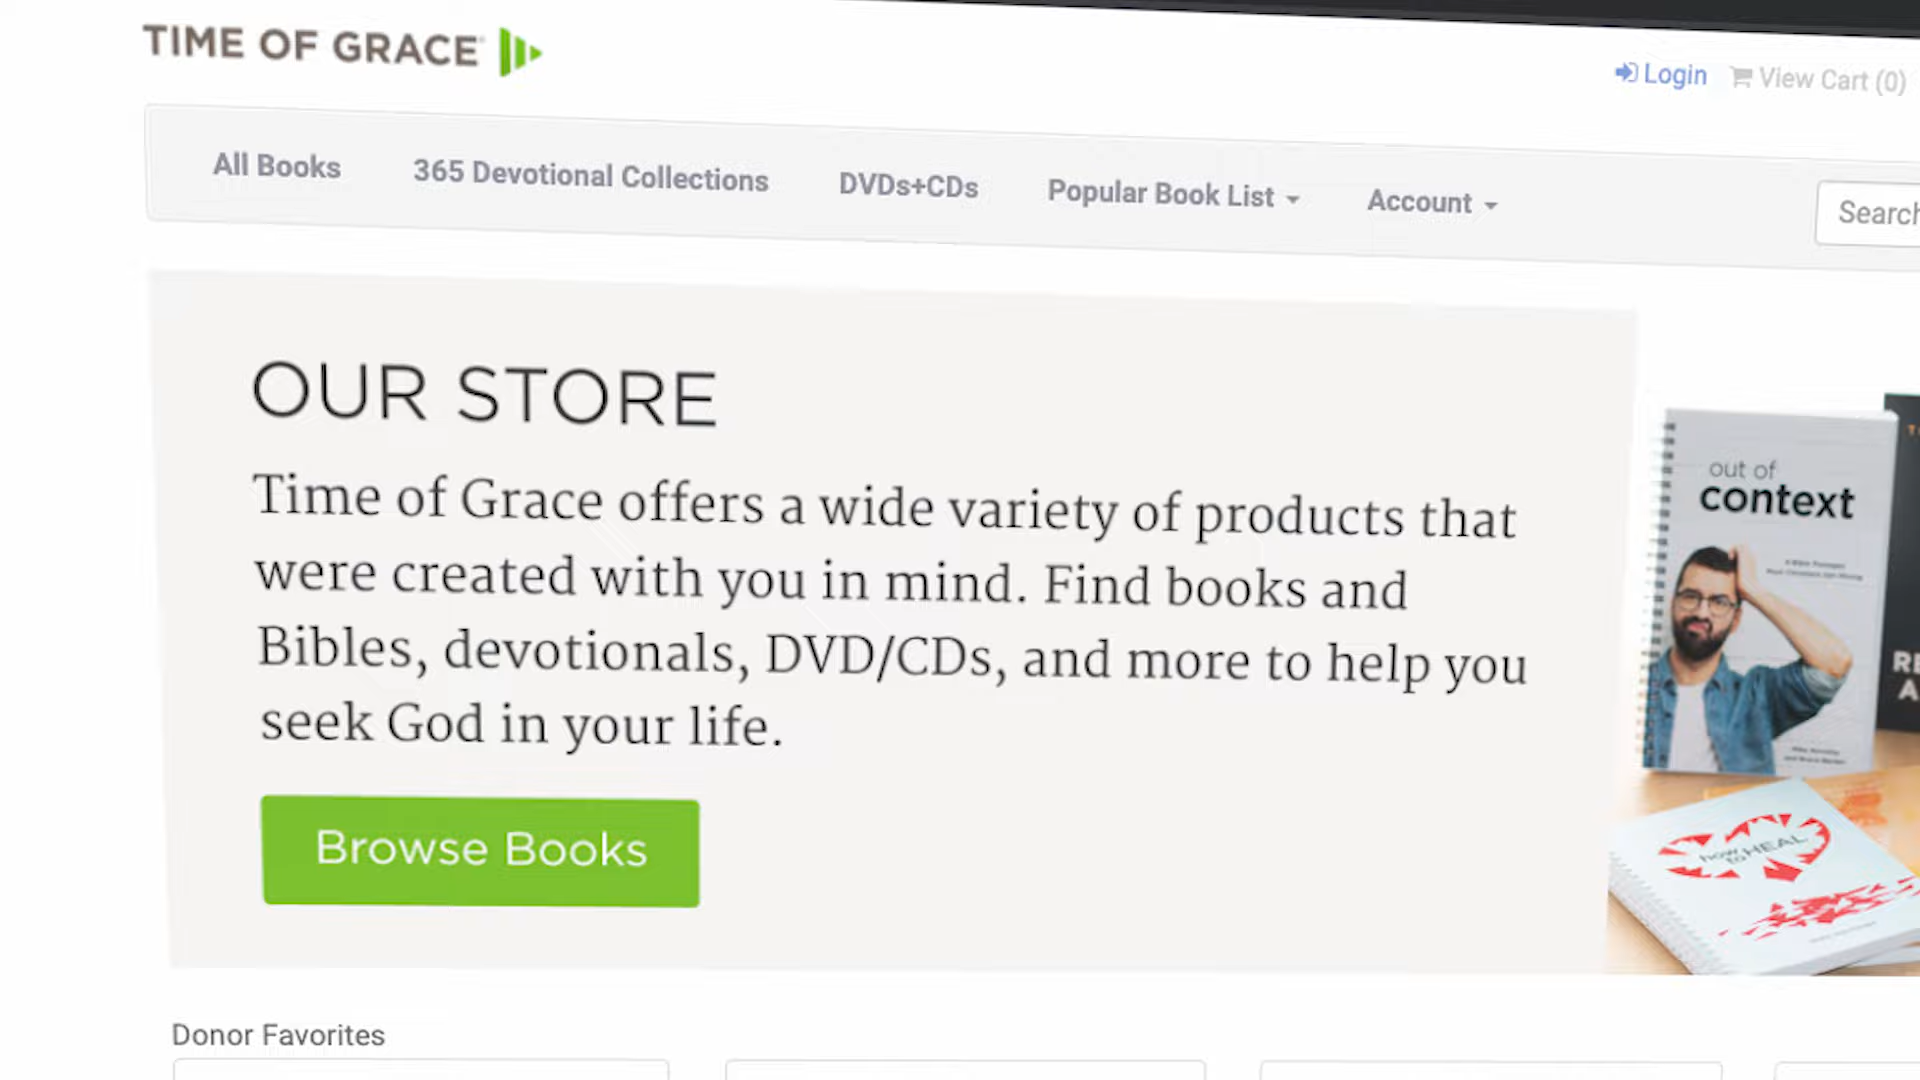 TIME OF GRACE
Login
View Cart (0)
All Books
365 Devotional Collections
DVDs+CDs
Popular Book List
Account
Search
OUR STORE
Time of Grace offers a wide variety of products that
were created with you in mind. Find books and
Bibles, devotionals, DVD/CDs, and more to help you
seek God in your life.
Browse Books
out of
context
how
to HEAL
Donor Favorites